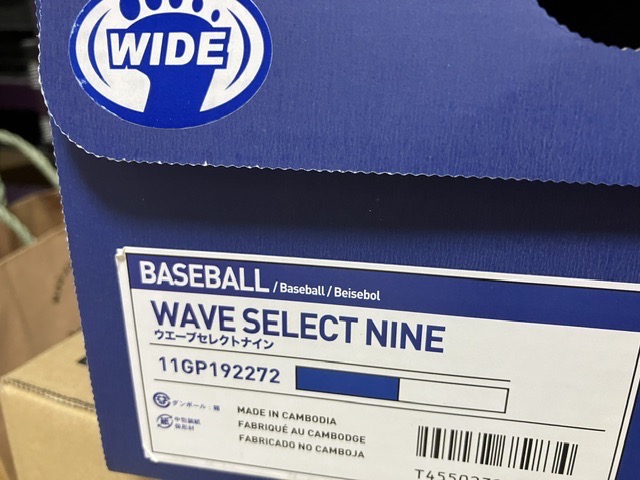 WIDE
BASEBALL / Baseball / Beisebol
WAVE SELECT NINE
ウエーブセレクトナイン
11GP192272
ダンボール：箱
MADE IN CAMBODIA
FABRIQUÉ AU CAMBODGE
FABRICADO NO CAMBOJA